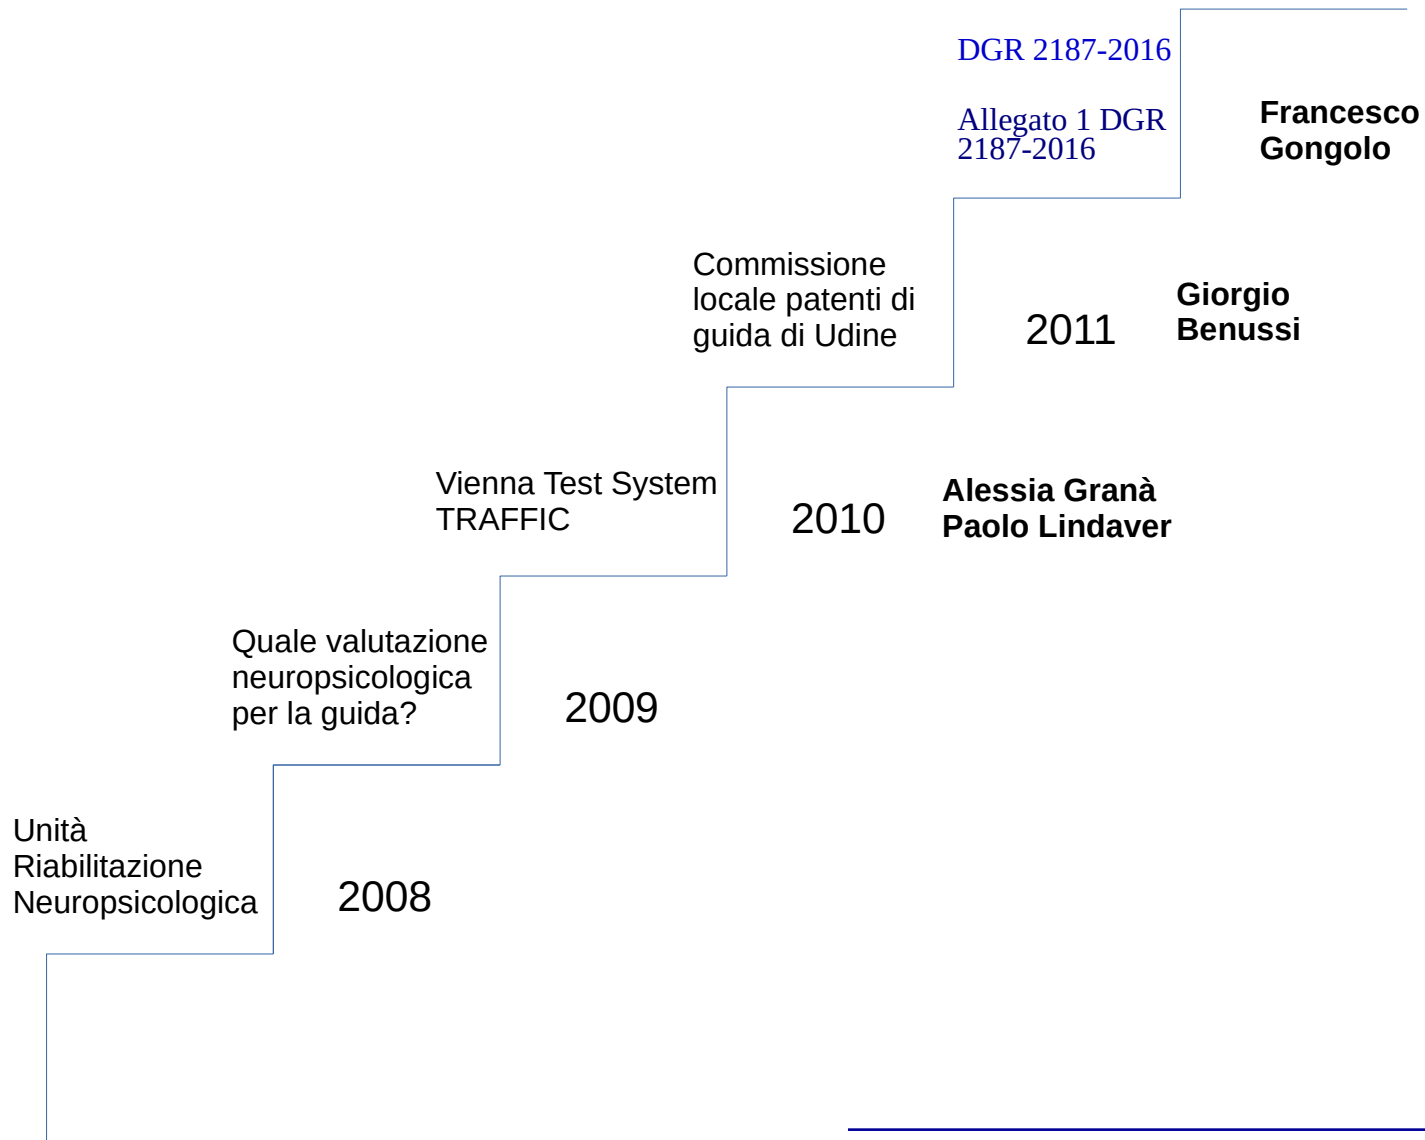 DGR 2187-2016
Allegato 1 DGR
2187-2016
Francesco
Gongolo
Commissione
locale patenti di
guida di Udine
2011
Giorgio
Benussi
Vienna Test System
TRAFFIC
2010
Alessia Granà
Paolo Lindaver
Quale valutazione
neuropsicologica
per la guida?
2009
Unità
Riabilitazione
Neuropsicologica
2008